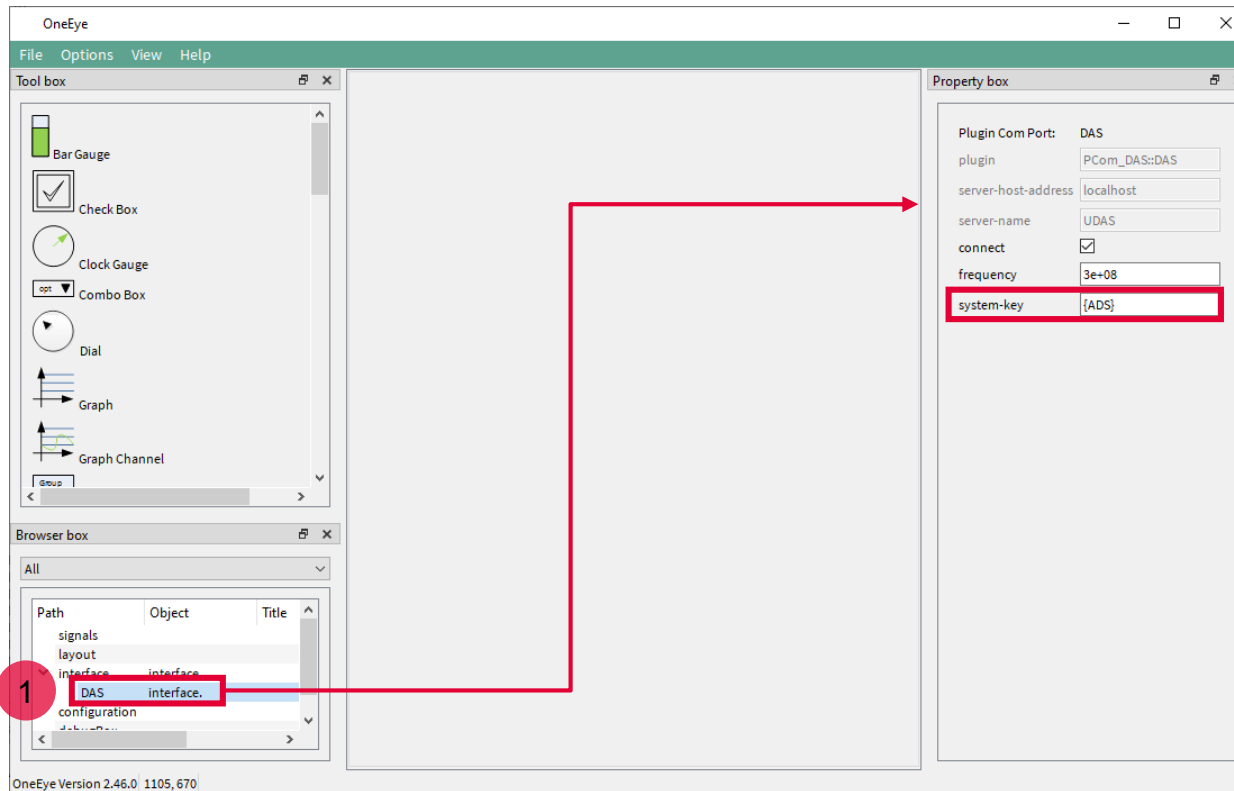 OneEye
File Options View Help
Tool box
Bar Gauge
Check Box
Clock Gauge
opt
Combo Box
Dial
Graph
Graph Channel
Group
Browser box
All
Path Object Title
signals
layout
interface interface
1
DAS interface.
configuration
debugBox
Property box
Plugin Com Port: DAS
plugin PCom_DAS::DAS
server-host-address localhost
server-name UDAS
connect
frequency 3e+08
system-key {ADS}
OneEye Version 2.46.0 1105, 670